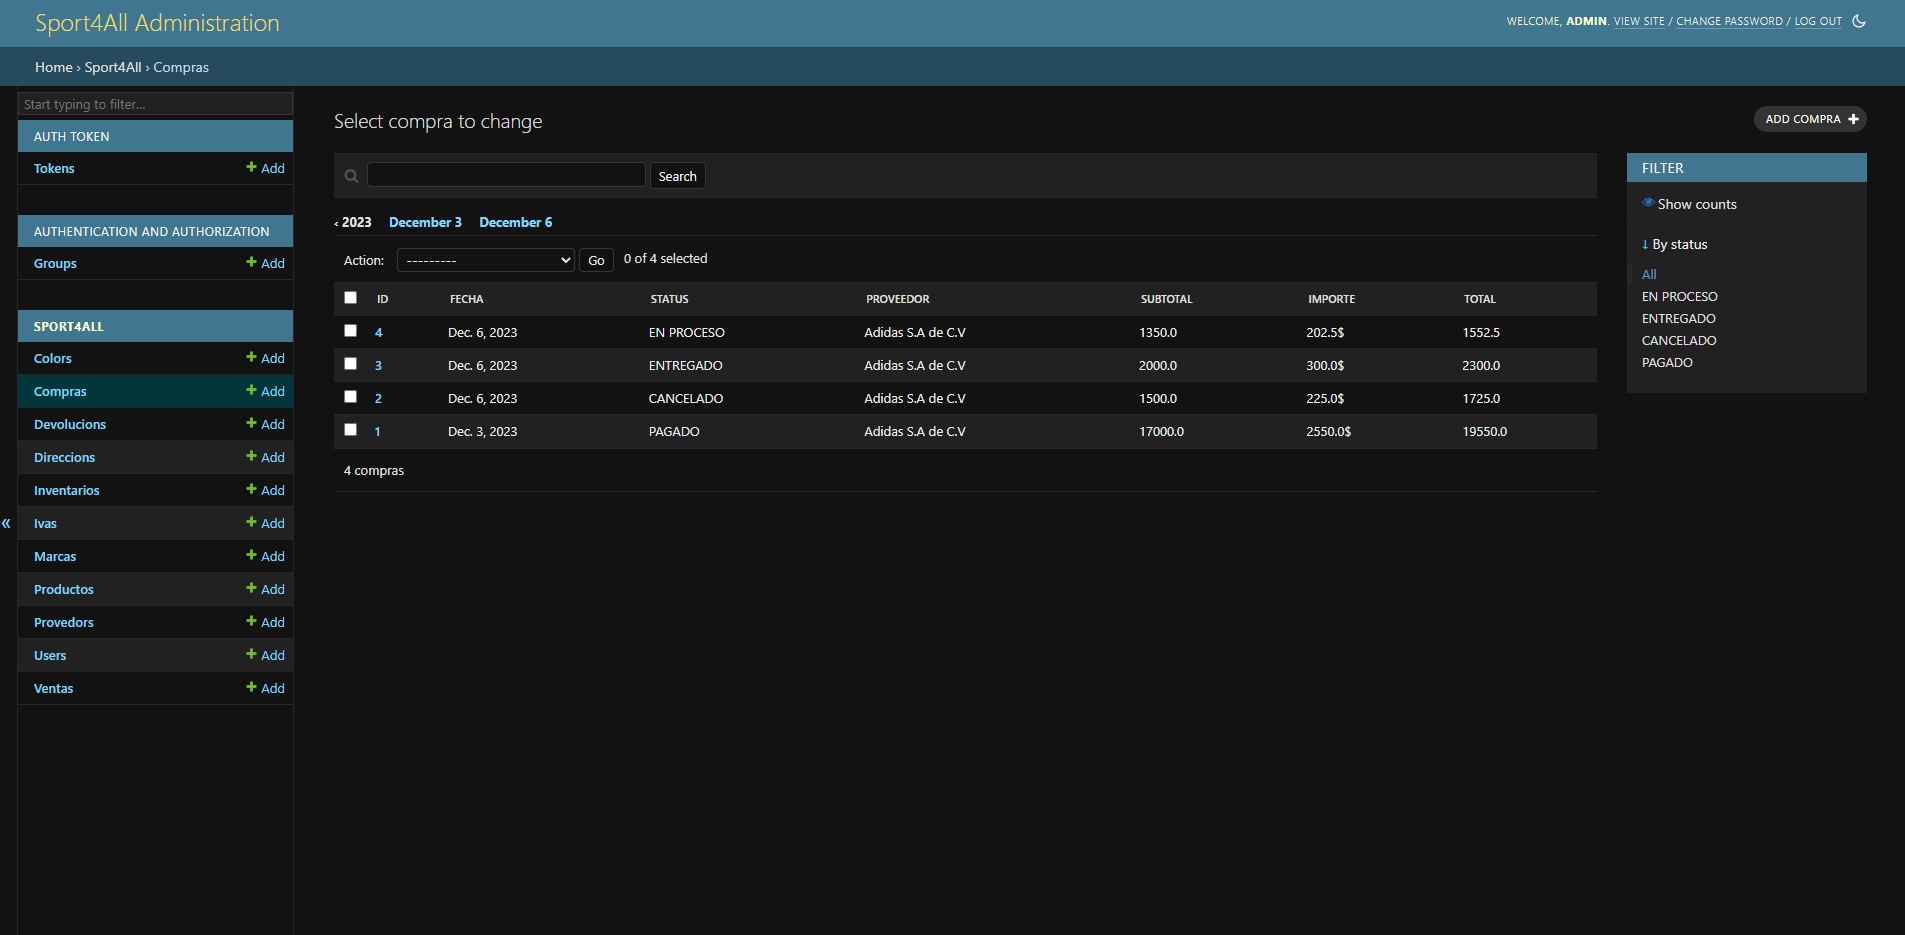 Sport4All Administration
WELCOME, ADMIN. VIEW SITE / CHANGE PASSWORD / LOG OUT
Home › Sport4All › Compras
Start typing to filter...
AUTH TOKEN
Tokens + Add
AUTHENTICATION AND AUTHORIZATION
Groups + Add
SPORT4ALL
Colors + Add
Compras + Add
Devolucions + Add
Direccions + Add
Inventarios + Add
Ivas + Add
Marcas + Add
Productos + Add
Provedors + Add
Users + Add
Ventas + Add
«
Select compra to change
ADD COMPRA +
Search
‹ 2023 December 3 December 6
Action: --------- Go 0 of 4 selected
ID FECHA STATUS PROVEEDOR SUBTOTAL IMPORTE TOTAL
4 Dec. 6, 2023 EN PROCESO Adidas S.A de C.V 1350.0 202.5$ 1552.5
3 Dec. 6, 2023 ENTREGADO Adidas S.A de C.V 2000.0 300.0$ 2300.0
2 Dec. 6, 2023 CANCELADO Adidas S.A de C.V 1500.0 225.0$ 1725.0
1 Dec. 3, 2023 PAGADO Adidas S.A de C.V 17000.0 2550.0$ 19550.0
4 compras
FILTER
Show counts
↓ By status
All
EN PROCESO
ENTREGADO
CANCELADO
PAGADO